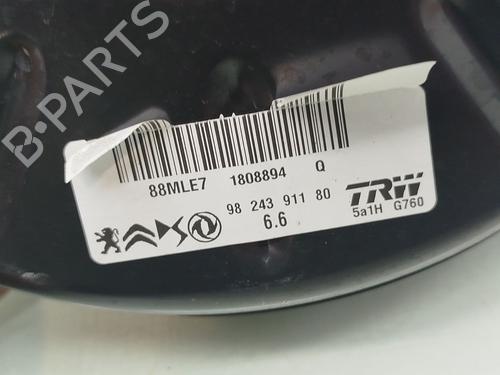 B-PARTS
88MLE7 1808894 Q
98 243 911 80
6.6
TRW
5a1H G760